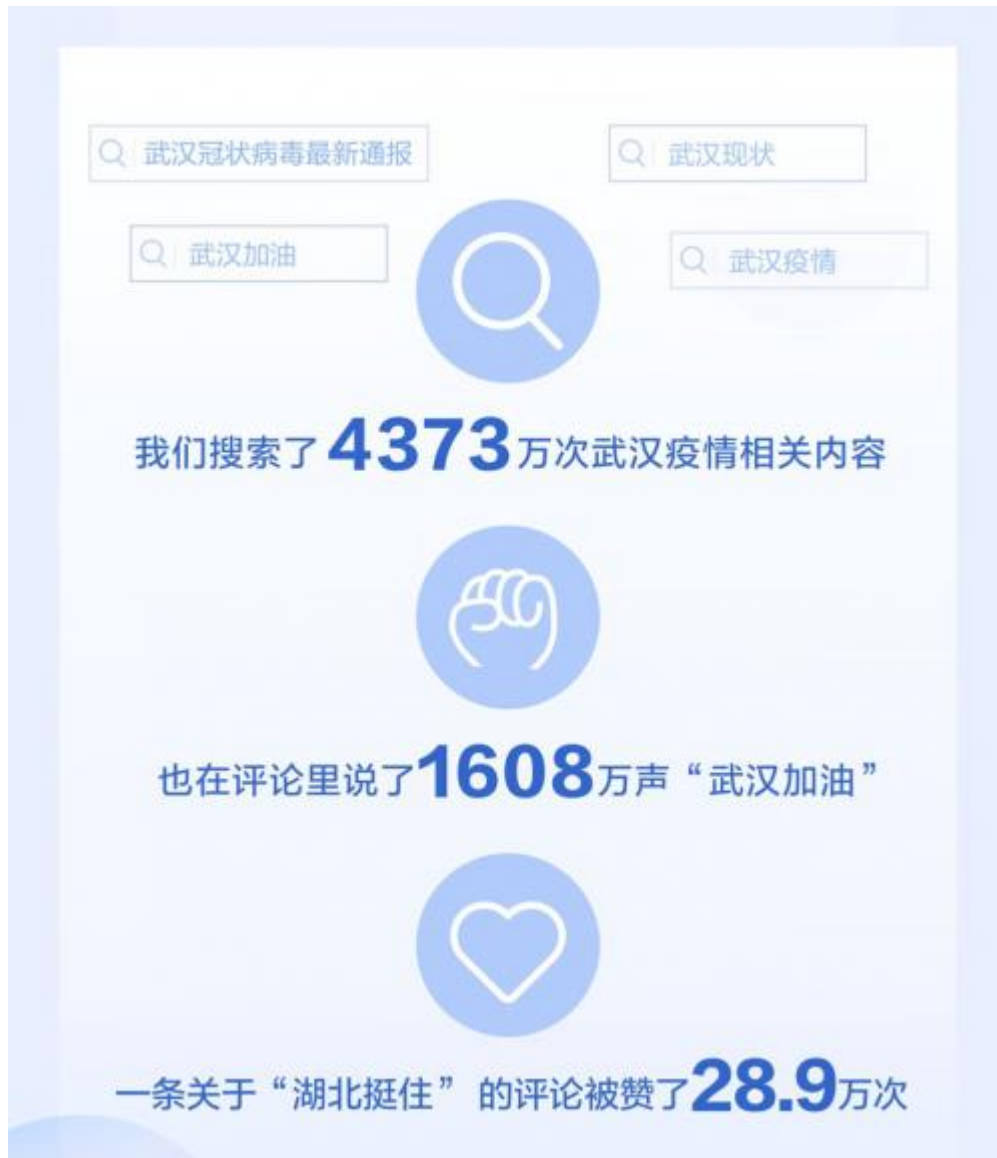 武汉冠状病毒最新通报
武汉现状
武汉加油
武汉疫情
我们搜索了4373万次武汉疫情相关内容
也在评论里说了1608万声“武汉加油”
一条关于“湖北挺住”的评论被赞了28.9万次